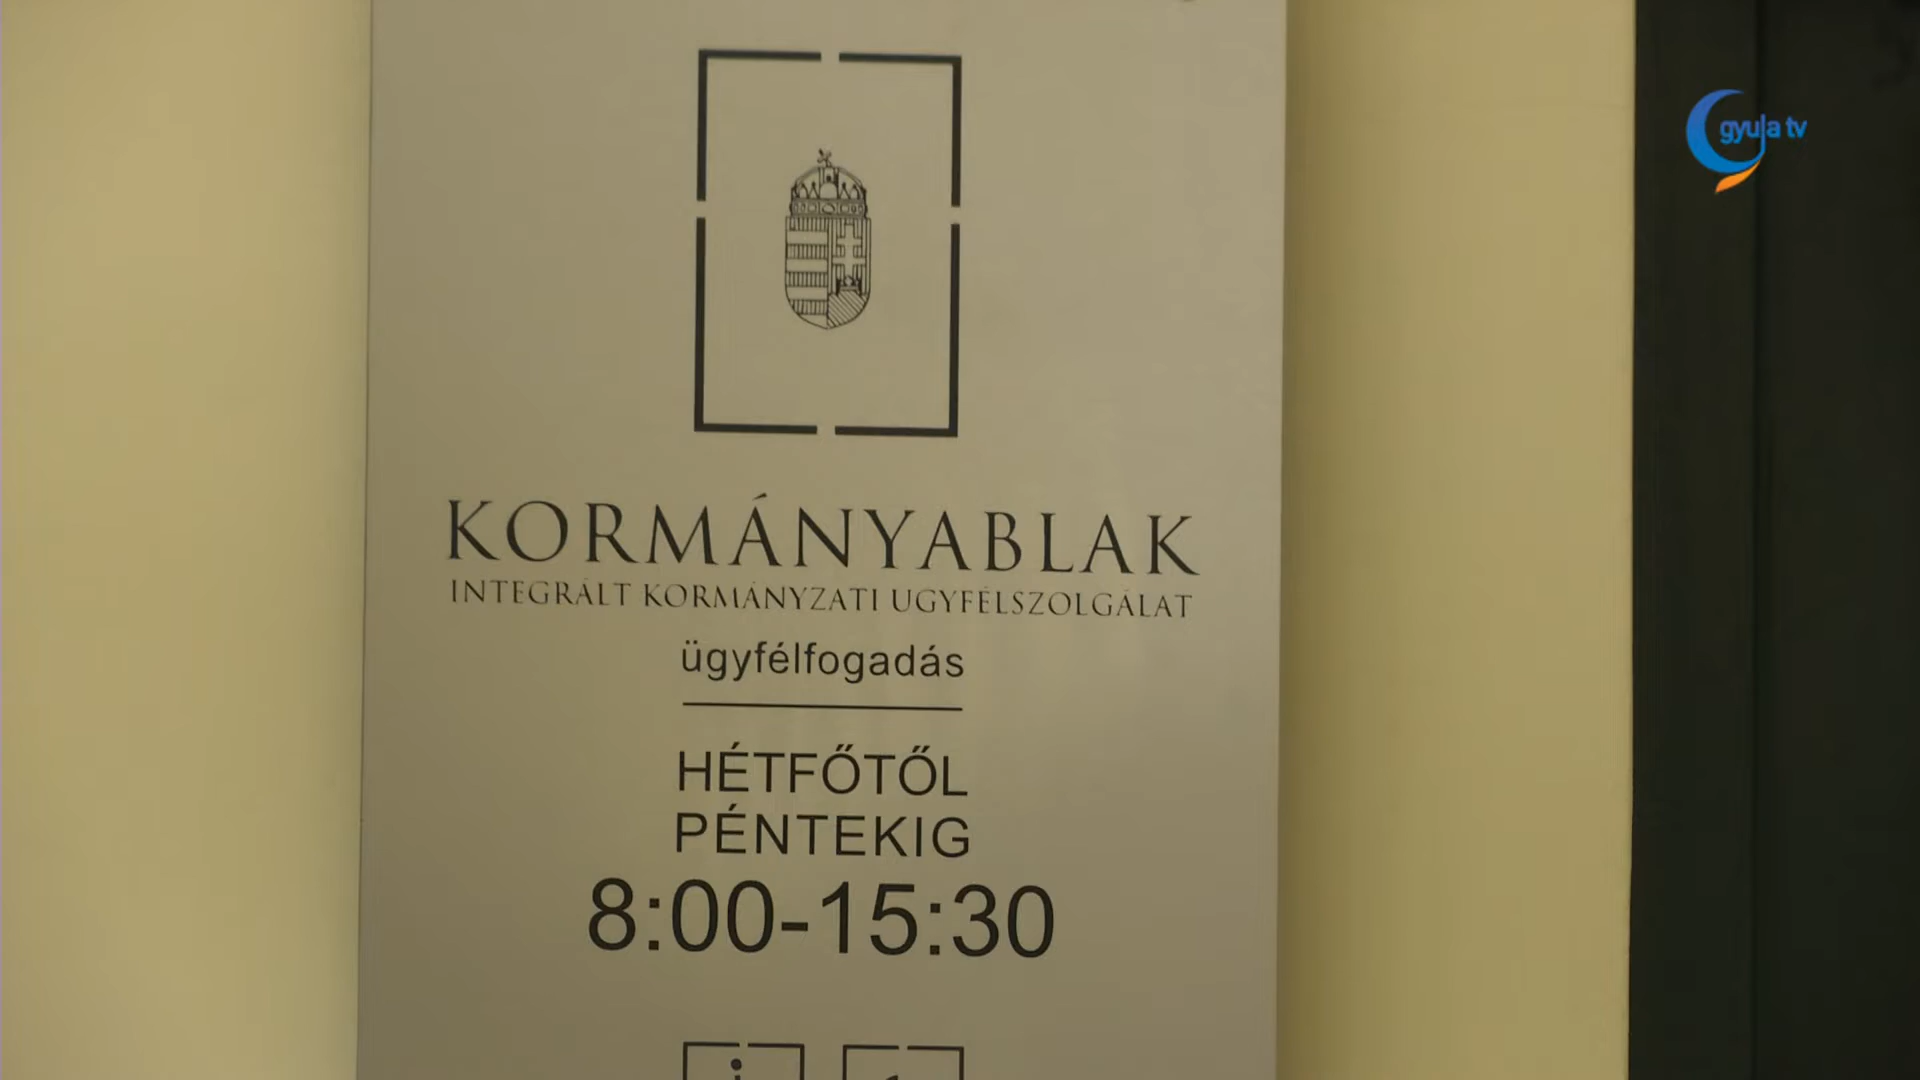 gyula tv
KORMÁNYABLAK
INTEGRÁLT KORMÁNYZATI ÜGYFÉLSZOLGÁLAT
ügyfélfogadás
HÉTFŐTŐL
PÉNTEKIG
8:00-15:30
i